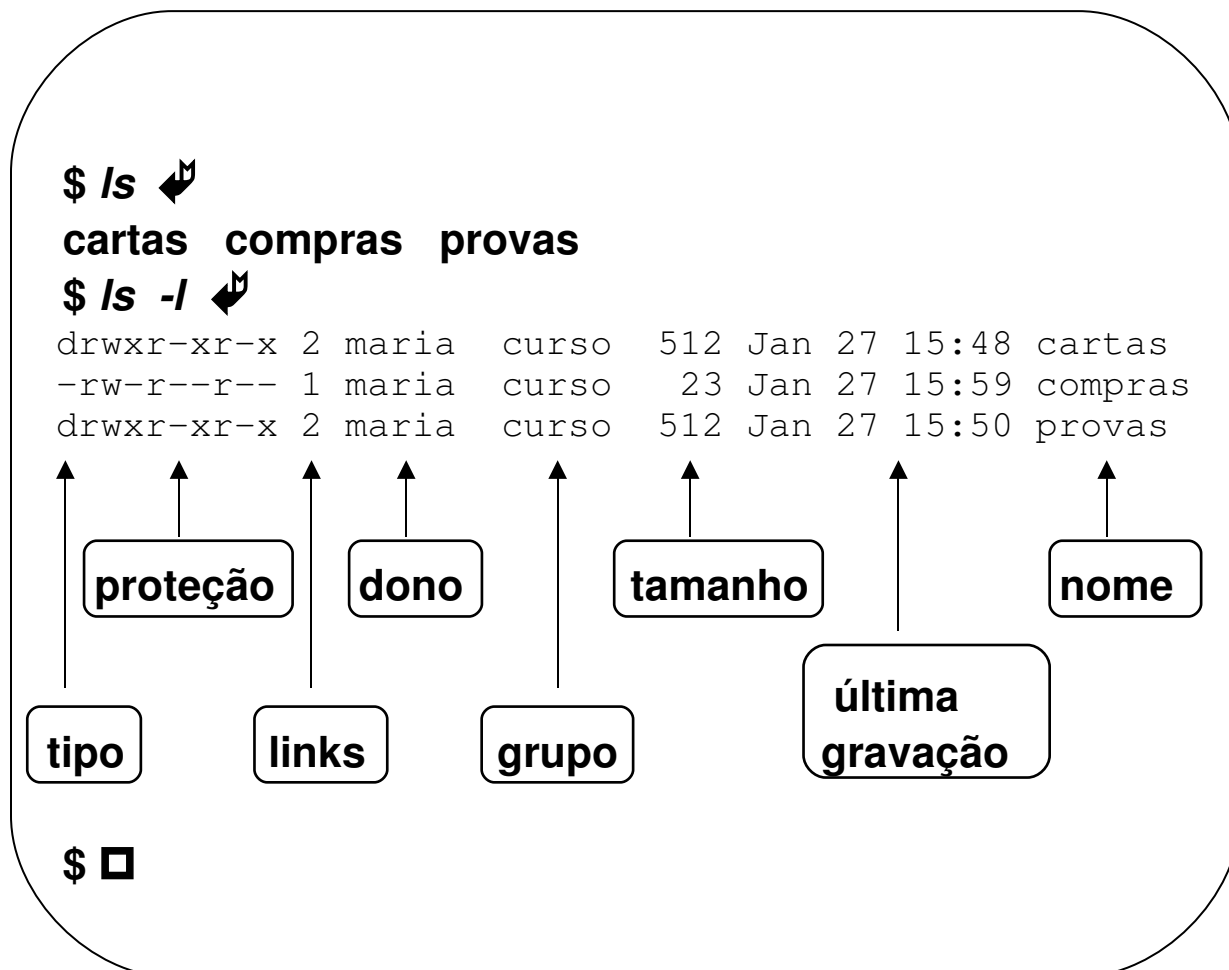 $ ls
cartas compras provas
$ ls -l
drwxr-xr-x 2 maria curso 512 Jan 27 15:48 cartas
-rw-r--r-- 1 maria curso 23 Jan 27 15:59 compras
drwxr-xr-x 2 maria curso 512 Jan 27 15:50 provas
proteção dono tamanho nome
tipo links grupo última
gravação
$